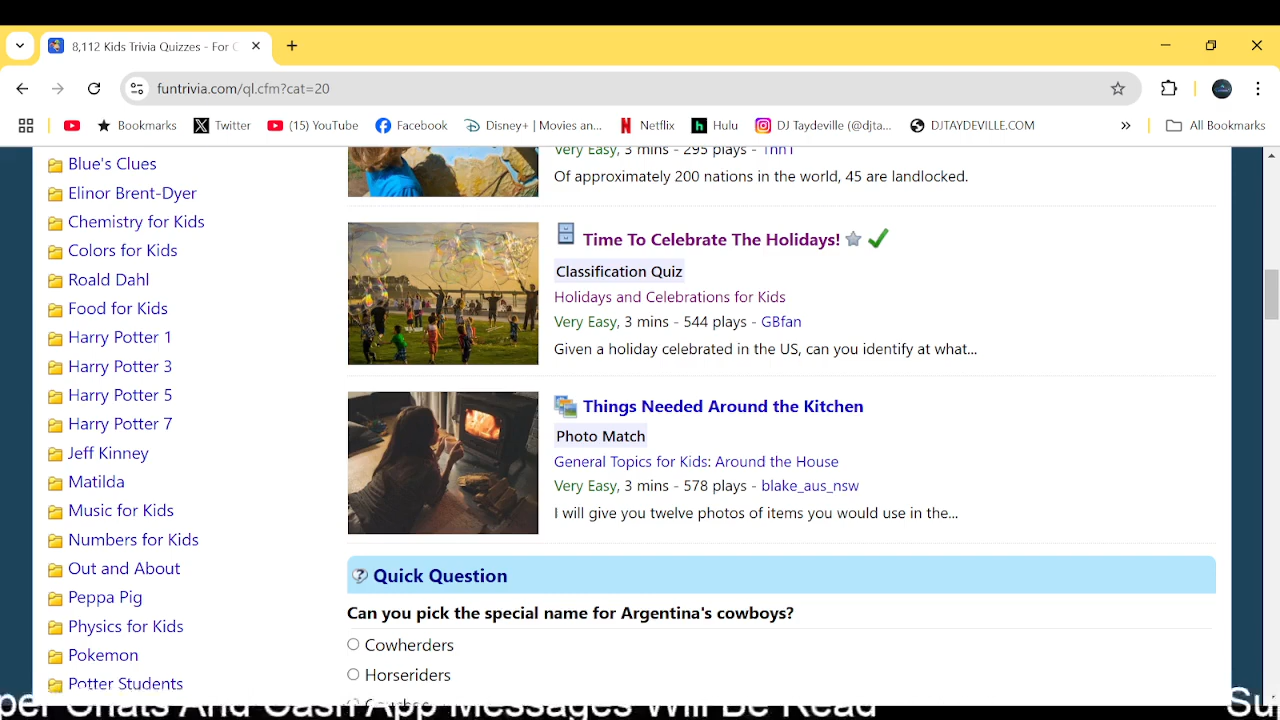 8,112 Kids Trivia Quizzes - For
funtrivia.com/ql.cfm?cat=20
Bookmarks
Twitter
(15) YouTube
Facebook
Disney+ | Movies an...
Netflix
Hulu
DJ Taydeville (@djta...
DJTAYDEVILLE.COM
»
All Bookmarks
Blue's Clues
Elinor Brent-Dyer
Chemistry for Kids
Colors for Kids
Roald Dahl
Food for Kids
Harry Potter 1
Harry Potter 3
Harry Potter 5
Harry Potter 7
Jeff Kinney
Matilda
Music for Kids
Numbers for Kids
Out and About
Peppa Pig
Physics for Kids
Pokemon
Potter Students
Very Easy, 3 mins - 295 plays -
Of approximately 200 nations in the world, 45 are landlocked.
Time To Celebrate The Holidays!
Classification Quiz
Holidays and Celebrations for Kids
Very Easy, 3 mins - 544 plays - GBfan
Given a holiday celebrated in the US, can you identify at what...
Things Needed Around the Kitchen
Photo Match
General Topics for Kids: Around the House
Very Easy, 3 mins - 578 plays - blake_aus_nsw
I will give you twelve photos of items you would use in the...
Quick Question
Can you pick the special name for Argentina's cowboys?
Cowherders
Horseriders
per Chats And Cash App Messages Will Be Read Su